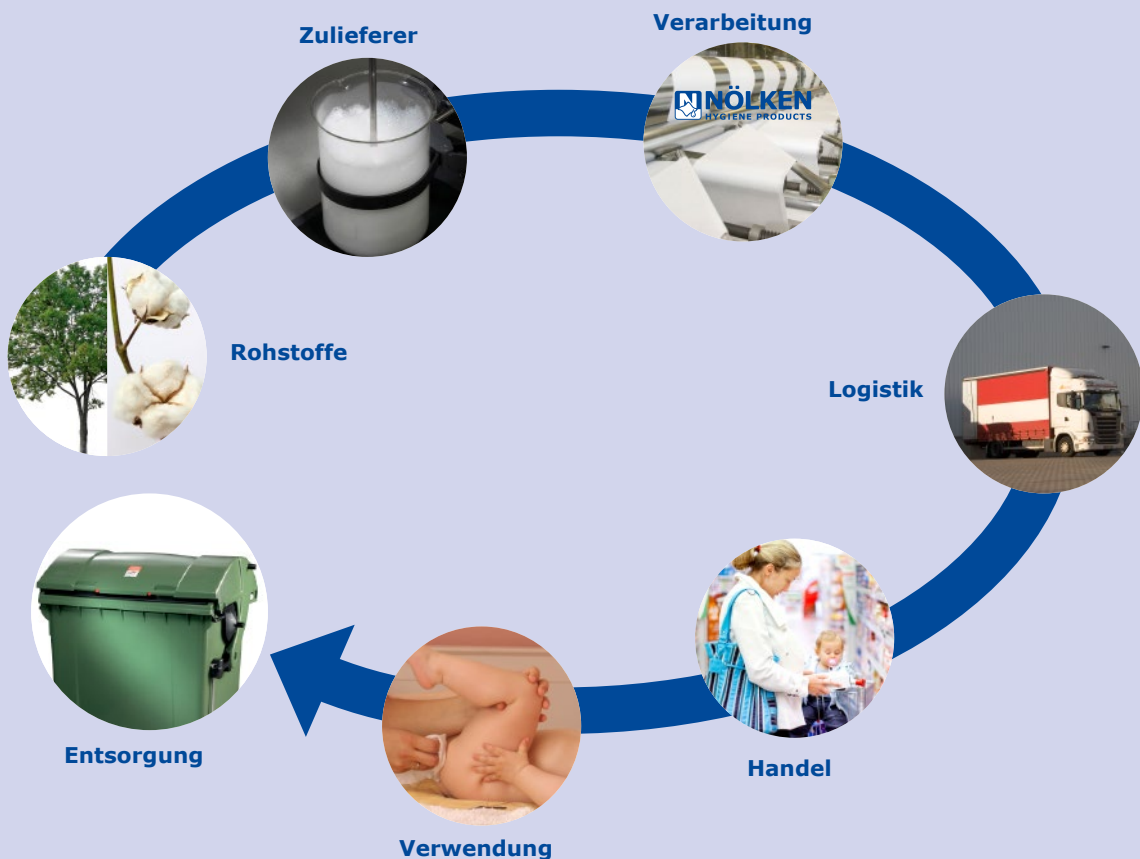 Zulieferer
Verarbeitung
NÖLKEN
HYGIENE PRODUCTS
Rohstoffe
Logistik
Handel
Verwendung
Entsorgung